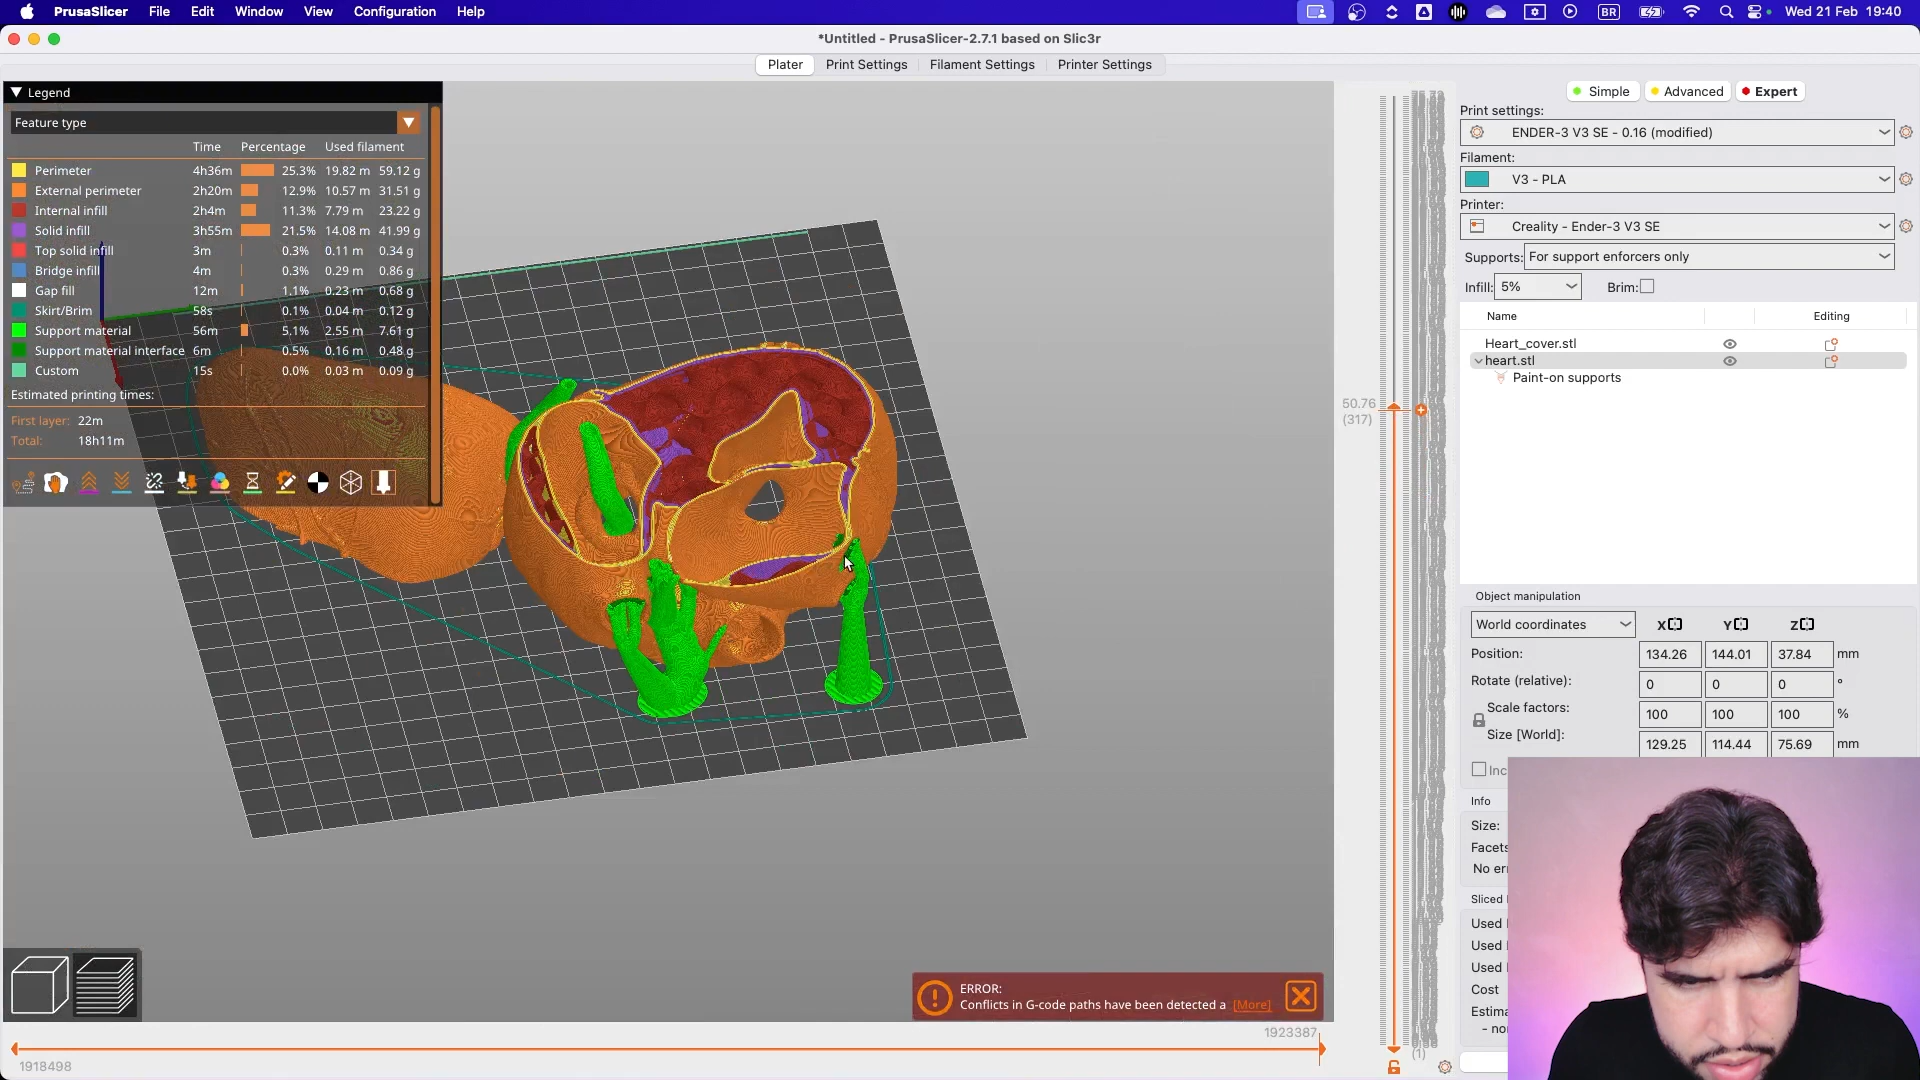 PrusaSlicer File Edit Window View Configuration Help
BR Wed 21 Feb 19:40
*Untitled - PrusaSlicer-2.7.1 based on Slic3r
Plater Print Settings Filament Settings Printer Settings
Legend
Feature type
Time Percentage Used filament
Perimeter 4h36m 25.3% 19.82 m 59.12 g
External perimeter 2h20m 12.9% 10.57 m 31.51 g
Internal infill 2h4m 11.3% 7.79 m 23.22 g
Solid infill 3h55m 21.5% 14.08 m 41.99 g
Top solid infill 3m 0.3% 0.11 m 0.34 g
Bridge infill 4m 0.3% 0.29 m 0.86 g
Gap fill 12m 1.1% 0.23 m 0.68 g
Skirt/Brim 58s 0.1% 0.04 m 0.12 g
Support material 56m 5.1% 2.55 m 7.61 g
Support material interface 6m 0.5% 0.16 m 0.48 g
Custom 15s 0.0% 0.03 m 0.09 g
Estimated printing times:
First layer: 22m
Total: 18h11m
50.76
(317)
(1)
ERROR:
Conflicts in G-code paths have been detected a [More]
1923387
1918498
Simple Advanced Expert
Print settings:
ENDER-3 V3 SE - 0.16 (modified)
Filament:
V3 - PLA
Printer:
Creality - Ender-3 V3 SE
Supports: For support enforcers only
Infill: 5% Brim:
Name Editing
Heart_cover.stl
heart.stl
Paint-on supports
Object manipulation
World coordinates X Y Z
Position: 134.26 144.01 37.84 mm
Rotate (relative): 0 0 0 °
Scale factors: 100 100 100 %
Size [World]: 129.25 114.44 75.69 mm
Inc
Info
Size:
Facets
No err
Sliced I
Used I
Used I
Used I
Cost
Estima
- nor